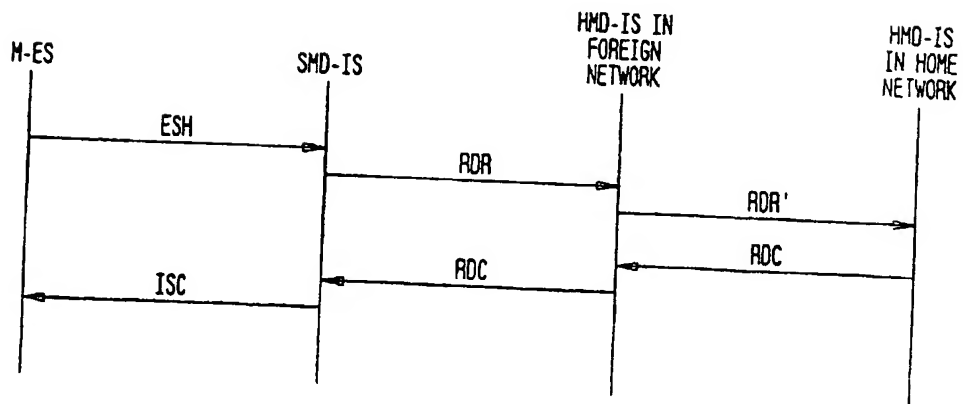 M-ES
SMD-IS
HMD-IS IN
FOREIGN
NETWORK
HMD-IS
IN HOME
NETWORK
ESH
RDR
RDR'
RDC
RDC
ISC